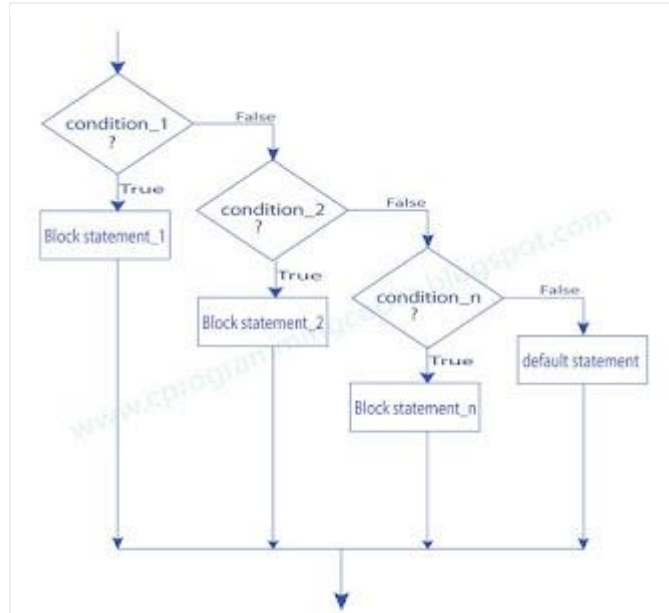 condition_1
?
False
True
Block statement_1
condition_2
?
False
True
Block statement_2
condition_n
?
False
True
Block statement_n
default statement